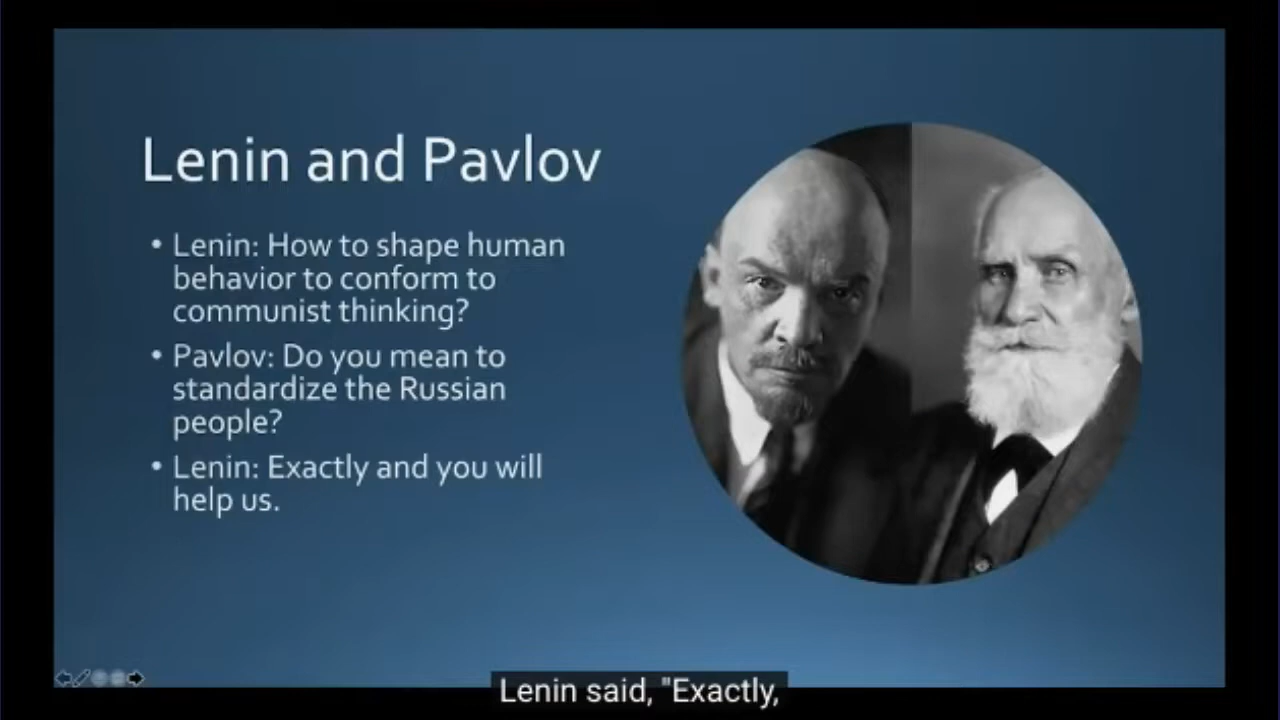 Lenin and Pavlov
• Lenin: How to shape human
behavior to conform to
communist thinking?
• Pavlov: Do you mean to
standardize the Russian
people?
• Lenin: Exactly and you will
help us.
Lenin said, "Exactly,